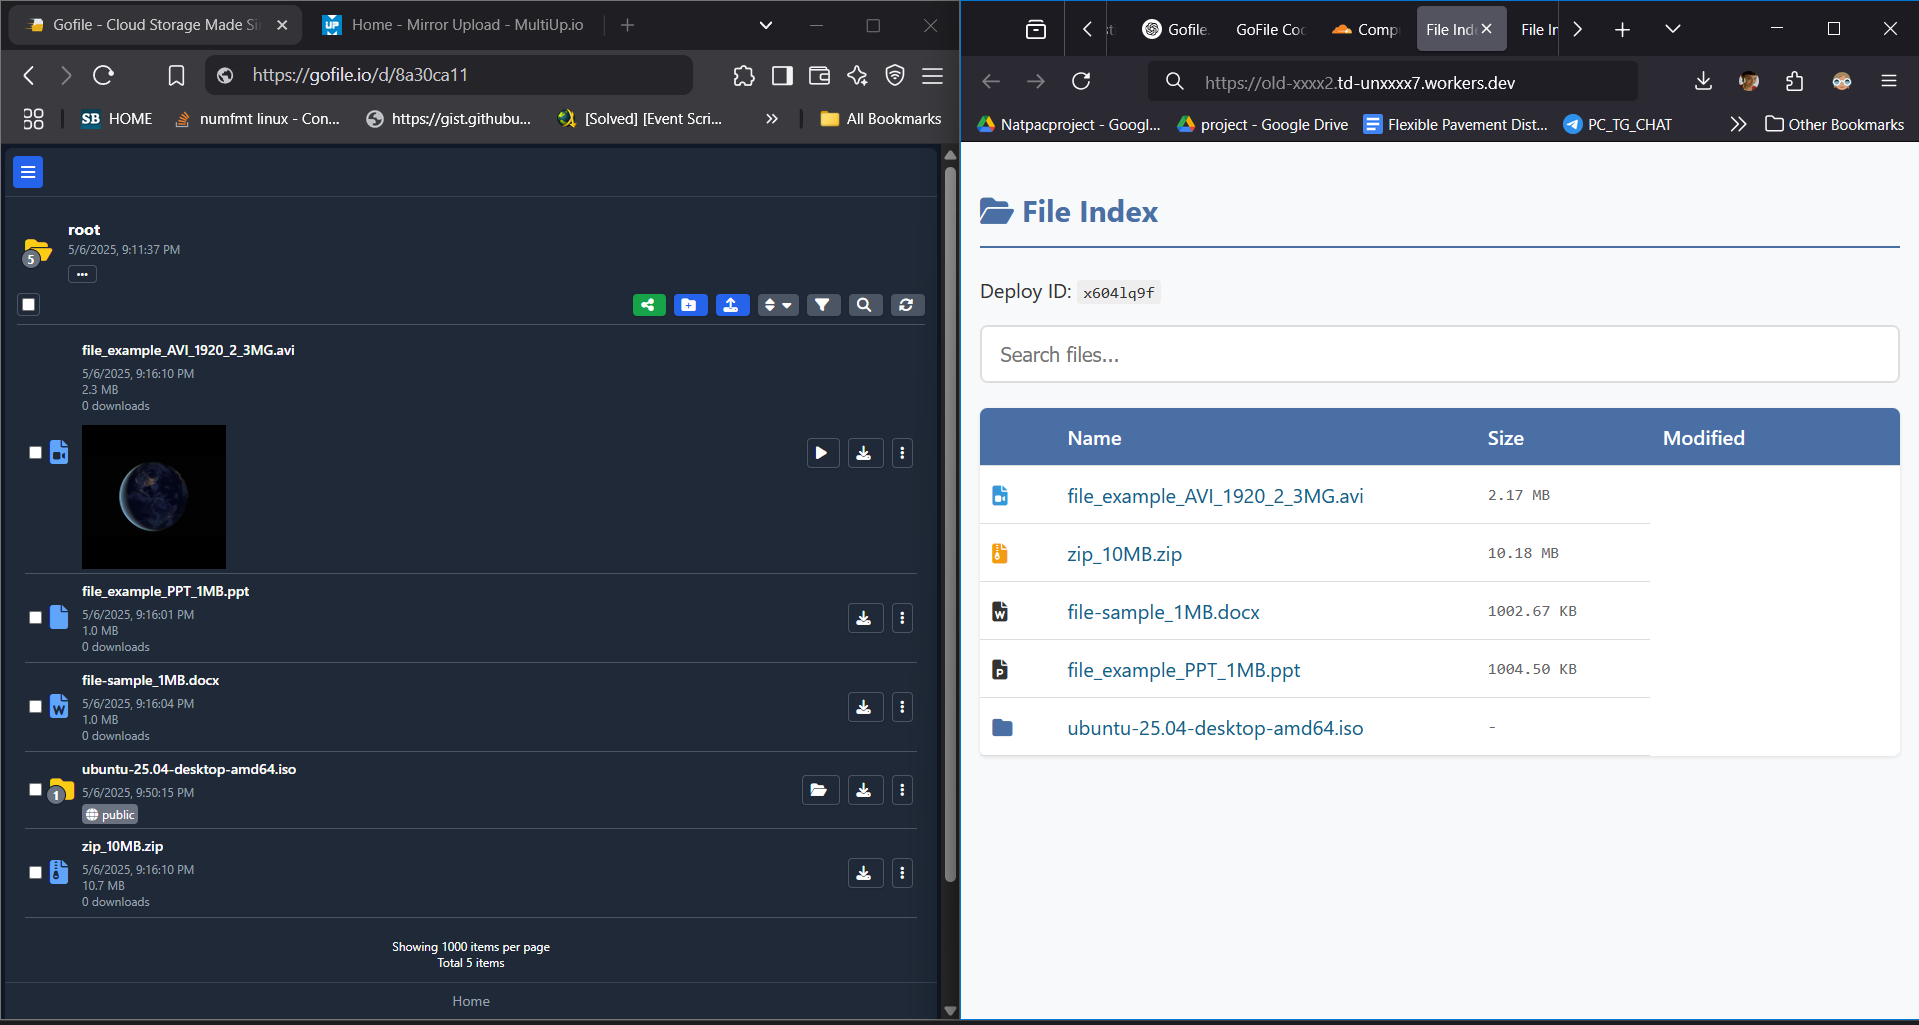 Gofile - Cloud Storage Made Si
Home - Mirror Upload - MultiUp.io
https://gofile.io/d/8a30ca11
SB HOME
numfmt linux - Con...
https://gist.githubu...
[Solved] [Event Scri...
All Bookmarks
root
5/6/2025, 9:11:37 PM
5
file_example_AVI_1920_2_3MG.avi
5/6/2025, 9:16:10 PM
2.3 MB
0 downloads
file_example_PPT_1MB.ppt
5/6/2025, 9:16:01 PM
1.0 MB
0 downloads
file-sample_1MB.docx
5/6/2025, 9:16:04 PM
1.0 MB
0 downloads
ubuntu-25.04-desktop-amd64.iso
5/6/2025, 9:50:15 PM
1
public
zip_10MB.zip
5/6/2025, 9:16:10 PM
10.7 MB
0 downloads
Showing 1000 items per page
Total 5 items
Home
Gofile.
GoFile Coc
Comp
File Ind
File In
https://old-xxxx2.td-unxxxx7.workers.dev
Natpacproject - Googl...
project - Google Drive
Flexible Pavement Dist...
PC_TG_CHAT
Other Bookmarks
File Index
Deploy ID: x604lq9f
Search files...
Name Size Modified
file_example_AVI_1920_2_3MG.avi 2.17 MB
zip_10MB.zip 10.18 MB
file-sample_1MB.docx 1002.67 KB
file_example_PPT_1MB.ppt 1004.50 KB
ubuntu-25.04-desktop-amd64.iso -